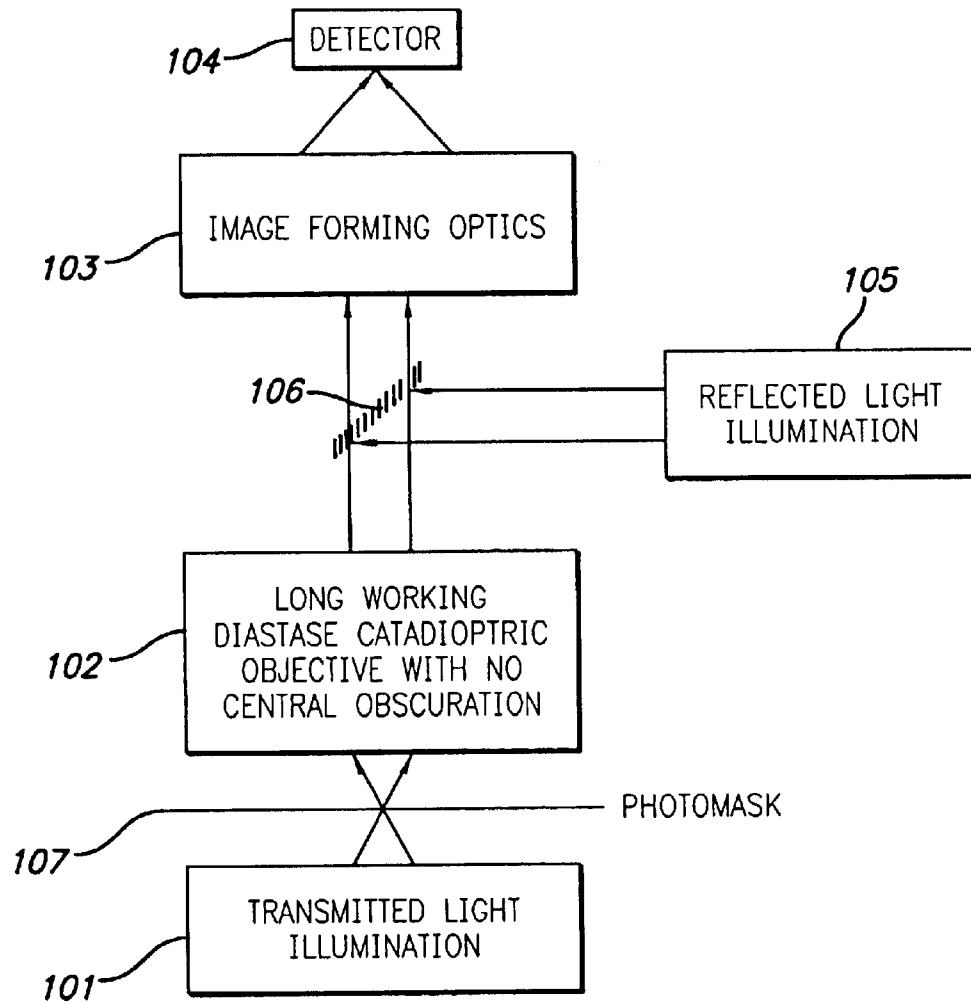 DETECTOR
104
IMAGE FORMING OPTICS
103
105
REFLECTED LIGHT
ILLUMINATION
106
LONG WORKING
DIASTASE CATADIOPTRIC
OBJECTIVE WITH NO
CENTRAL OBSCURATION
102
PHOTOMASK
107
TRANSMITTED LIGHT
ILLUMINATION
101